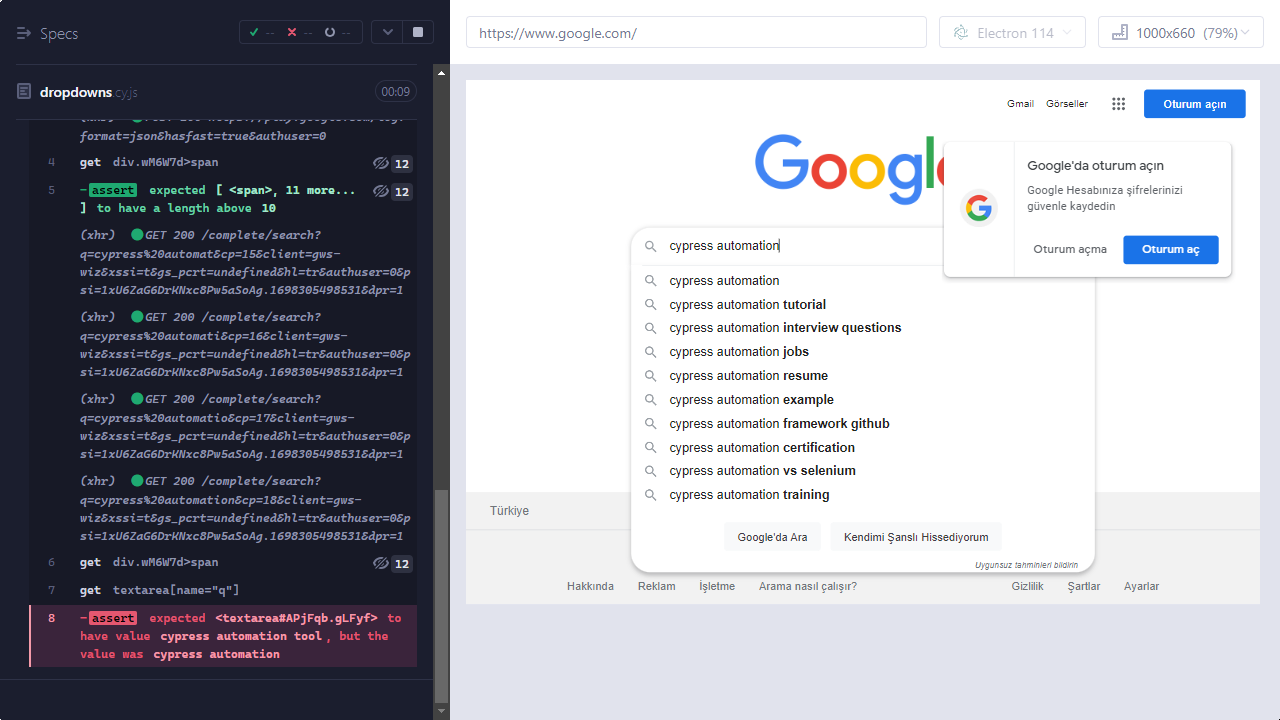 Specs
-- -- --
dropdowns.cy.js
00:09
format=json&hasfast=true&authuser=0
4 get div.wM6W7d>span 12
5 -assert expected [ <span>, 11 more... 12
] to have a length above 10
(xhr) GET 200 /complete/search?
q=cypress%20automat&cp=15&client=gws-
wiz&xssi=t&gs_pcrt=undefined&hl=tr&authuser=0&p
si=1xU6ZaG6DrKNxc8Pw5aSoAg.1698305498531&dpr=1
(xhr) GET 200 /complete/search?
q=cypress%20automati&cp=16&client=gws-
wiz&xssi=t&gs_pcrt=undefined&hl=tr&authuser=0&p
si=1xU6ZaG6DrKNxc8Pw5aSoAg.1698305498531&dpr=1
(xhr) GET 200 /complete/search?
q=cypress%20automatio&cp=17&client=gws-
wiz&xssi=t&gs_pcrt=undefined&hl=tr&authuser=0&p
si=1xU6ZaG6DrKNxc8Pw5aSoAg.1698305498531&dpr=1
(xhr) GET 200 /complete/search?
q=cypress%20automation&cp=18&client=gws-
wiz&xssi=t&gs_pcrt=undefined&hl=tr&authuser=0&p
si=1xU6ZaG6DrKNxc8Pw5aSoAg.1698305498531&dpr=1
6 get div.wM6W7d>span 12
7 get textarea[name="q"]
8 -assert expected <textarea#APjFqb.gLFyf> to
have value cypress automation tool, but the
value was cypress automation
https://www.google.com/
Electron 114
1000x660 (79%)
Gmail Görseller
Oturum açın
Google
Google'da oturum açın
Google Hesabınıza şifrelerinizi
güvenle kaydedin
Oturum açma Oturum aç
cypress automation
cypress automation
cypress automation tutorial
cypress automation interview questions
cypress automation jobs
cypress automation resume
cypress automation example
cypress automation framework github
cypress automation certification
cypress automation vs selenium
cypress automation training
Google'da Ara Kendimi Şanslı Hissediyorum
Uygunsuz tahminleri bildirin
Türkiye
Hakkında Reklam İşletme Arama nasıl çalışır? Gizlilik Şartlar Ayarlar